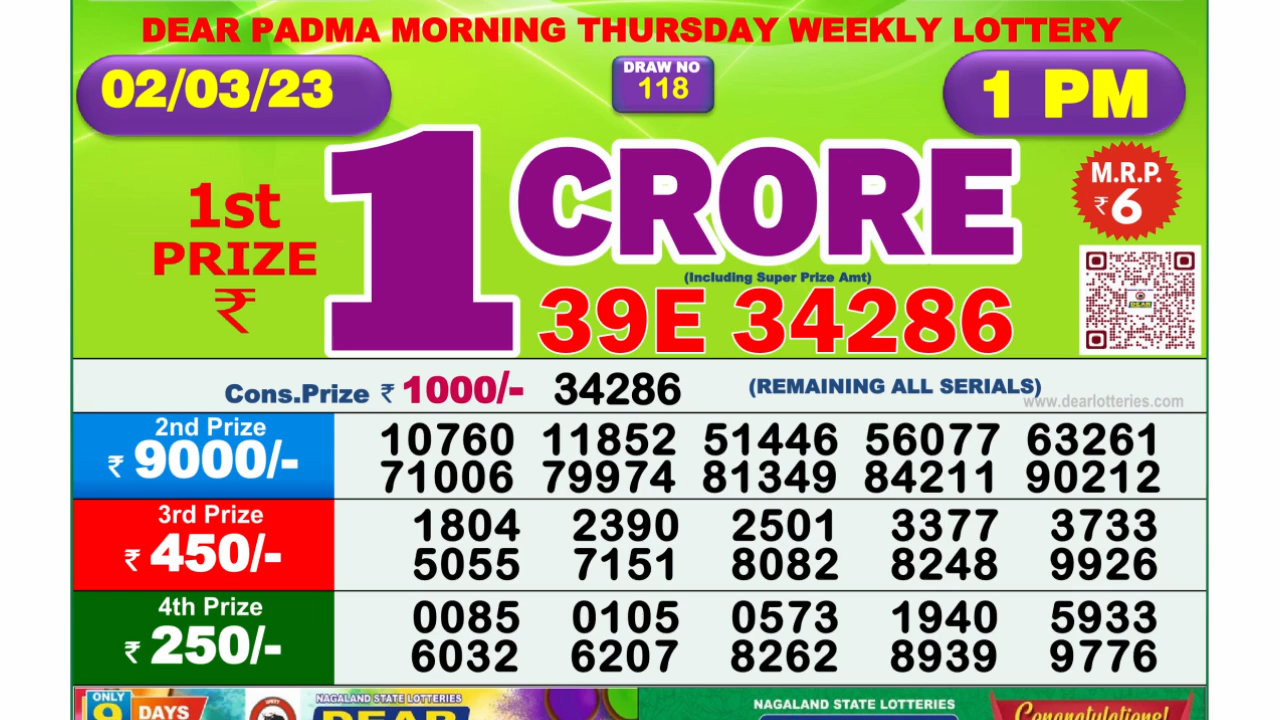 DEAR PADMA MORNING THURSDAY WEEKLY LOTTERY
02/03/23
DRAW NO
118
1 PM
1st
PRIZE
₹
1 CRORE
(Including Super Prize Amt)
39E 34286
M.R.P.
₹6
DEAR
Cons.Prize ₹ 1000/- 34286 (REMAINING ALL SERIALS)
www.dearlotteries.com
2nd Prize
₹ 9000/-
10760 11852 51446 56077 63261
71006 79974 81349 84211 90212
3rd Prize
₹ 450/-
1804 2390 2501 3377 3733
5055 7151 8082 8248 9926
4th Prize
₹ 250/-
0085 0105 0573 1940 5933
6032 6207 8262 8939 9776
ONLY
9 DAYS
NAGALAND STATE LOTTERIES
DEAR
NAGALAND STATE LOTTERIES
Congratulations!